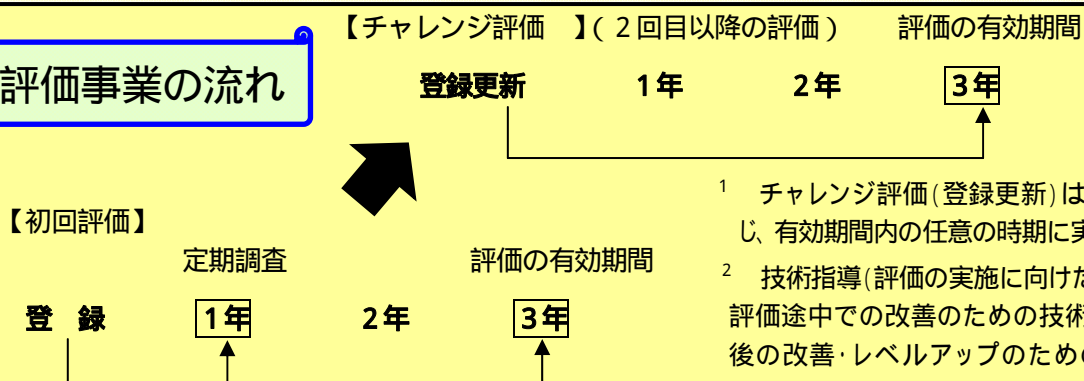 【チャレンジ評価　】（２回目以降の評価）　評価の有効期間
評価事業の流れ
登録更新　１年　２年　３年
1　チャレンジ評価（登録更新）は
じ、有効期間内の任意の時期に実
【初回評価】
定期調査　評価の有効期間
2　技術指導（評価の実施に向けた
登　録　１年　２年　３年
評価途中での改善のための技術
後の改善・レベルアップのための